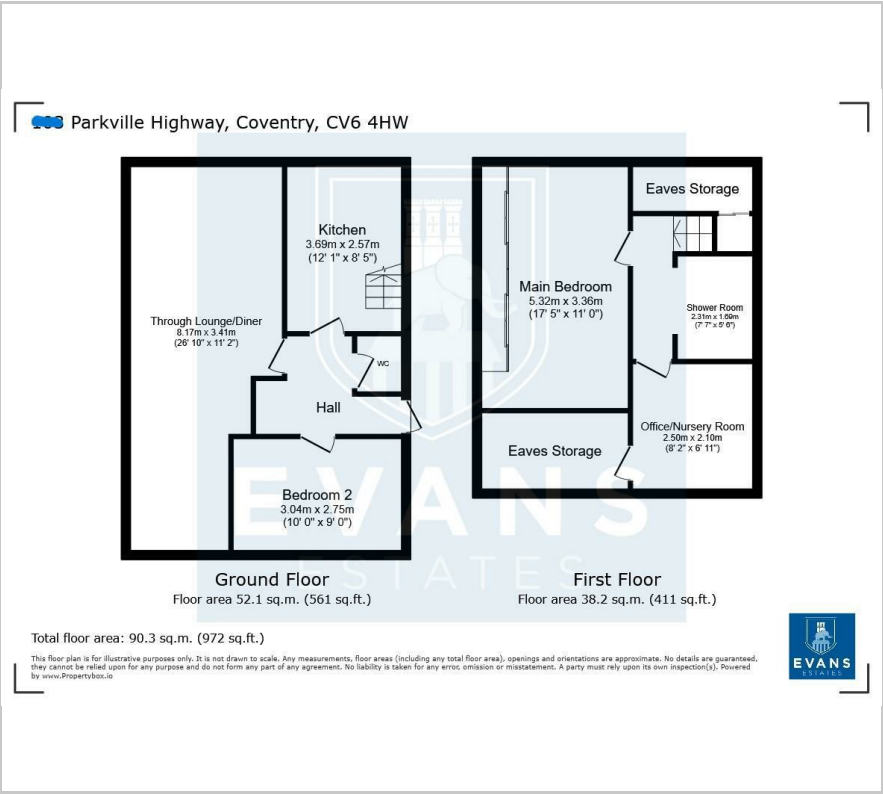 Parkville Highway, Coventry, CV6 4HW
Kitchen
3.69m x 2.57m
(12' 1" x 8' 5")
Through Lounge/Diner
8.17m x 3.41m
(26' 10" x 11' 2")
WC
Hall
Bedroom 2
3.04m x 2.75m
(10' 0" x 9' 0")
Eaves Storage
Main Bedroom
5.32m x 3.36m
(17' 5" x 11' 0")
Shower Room
2.31m x 1.69m
(7' 7" x 5' 6")
Office/Nursery Room
2.50m x 2.10m
(8' 2" x 6' 11")
Eaves Storage
EVANS
ESTATES
Ground Floor
Floor area 52.1 sq.m. (561 sq.ft.)
First Floor
Floor area 38.2 sq.m. (411 sq.ft.)
Total floor area: 90.3 sq.m. (972 sq.ft.)
This floor plan is for illustrative purposes only. It is not drawn to scale. Any measurements, floor areas (including any total floor area), openings and orientations are approximate. No details are guaranteed,
they cannot be relied upon for any purpose and do not form any part of any agreement. No liability is taken for any error, omission or misstatement. A party must rely upon its own inspection(s). Powered
by www.Propertybox.io
EVANS
ESTATES